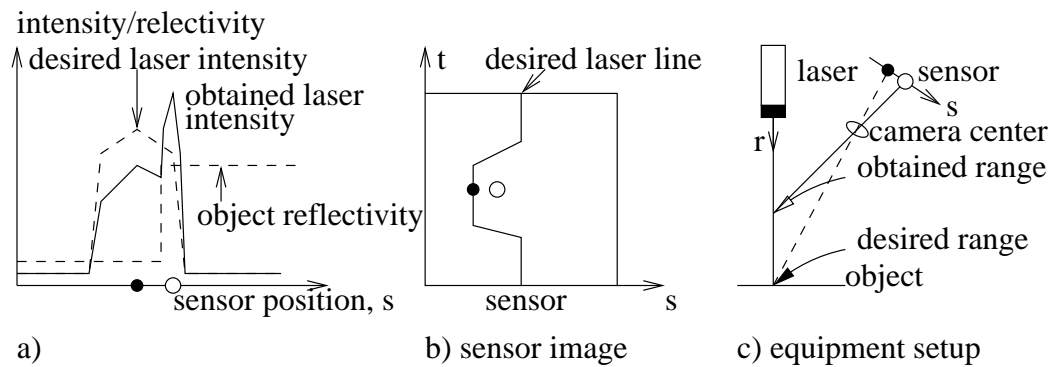 intensity/relectivity
desired laser intensity
obtained laser
intensity
object reflectivity
sensor position, s
a)
t
desired laser line
sensor
s
b) sensor image
laser
sensor
s
r
camera center
obtained range
desired range
object
c) equipment setup